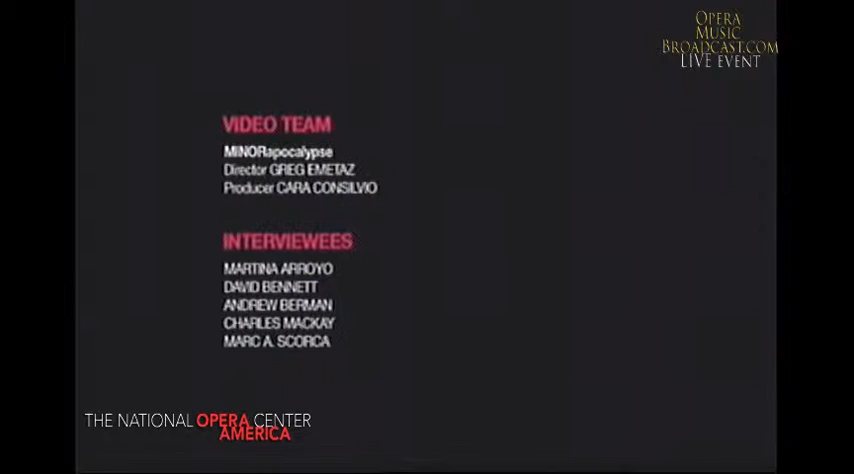 OPERA
MUSIC
BROADCAST.COM
LIVE EVENT
VIDEO TEAM
MINORapocalypse
Director GREG EMETAZ
Producer CARA CONSILVIO
INTERVIEWEES
MARTINA ARROYO
DAVID BENNETT
ANDREW BERMAN
CHARLES MACKAY
MARC A. SCORCA
THE NATIONAL OPERA CENTER
AMERICA